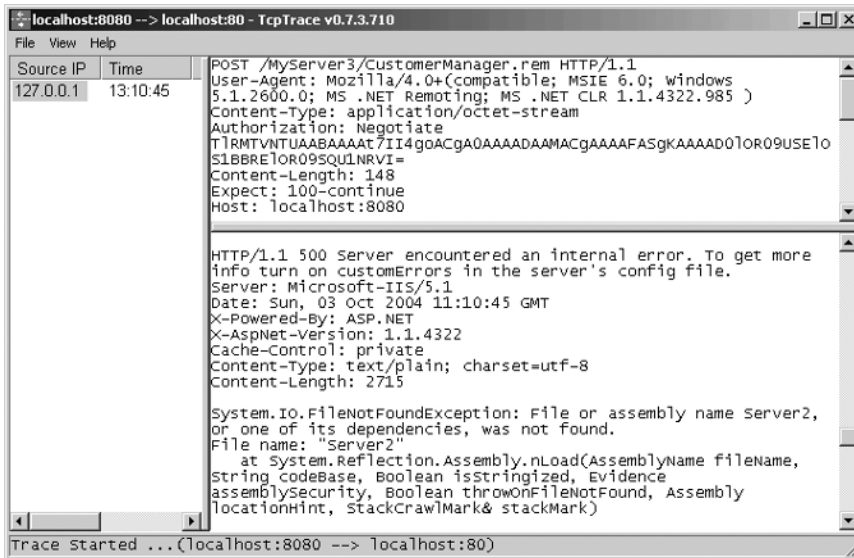 localhost:8080 --> localhost:80 - TcpTrace v0.7.3.710
File View Help
Source IP Time
127.0.0.1 13:10:45
POST /MyServer3/CustomerManager.rem HTTP/1.1
User-Agent: Mozilla/4.0+(compatible; MSIE 6.0; Windows
5.1.2600.0; MS .NET Remoting; MS .NET CLR 1.1.4322.985 )
Content-Type: application/octet-stream
Authorization: Negotiate
TlRMTVNTUAABAAAAt7II4goACgA0AAAADAAMACgAAAAFASgKAAAAD0lOR09USElO
S1BBRElOR09SQU1NRVI=
Content-Length: 148
Expect: 100-continue
Host: localhost:8080
HTTP/1.1 500 Server encountered an internal error. To get more
info turn on customErrors in the server's config file.
Server: Microsoft-IIS/5.1
Date: Sun, 03 Oct 2004 11:10:45 GMT
X-Powered-By: ASP.NET
X-AspNet-Version: 1.1.4322
Cache-Control: private
Content-Type: text/plain; charset=utf-8
Content-Length: 2715
System.IO.FileNotFoundException: File or assembly name Server2,
or one of its dependencies, was not found.
File name: "Server2"
at System.Reflection.Assembly.nLoad(AssemblyName fileName,
String codeBase, Boolean isStringized, Evidence
assemblySecurity, Boolean throwOnFileNotFound, Assembly
locationHint, StackCrawlMark& stackMark)
Trace Started ...(localhost:8080 --> localhost:80)